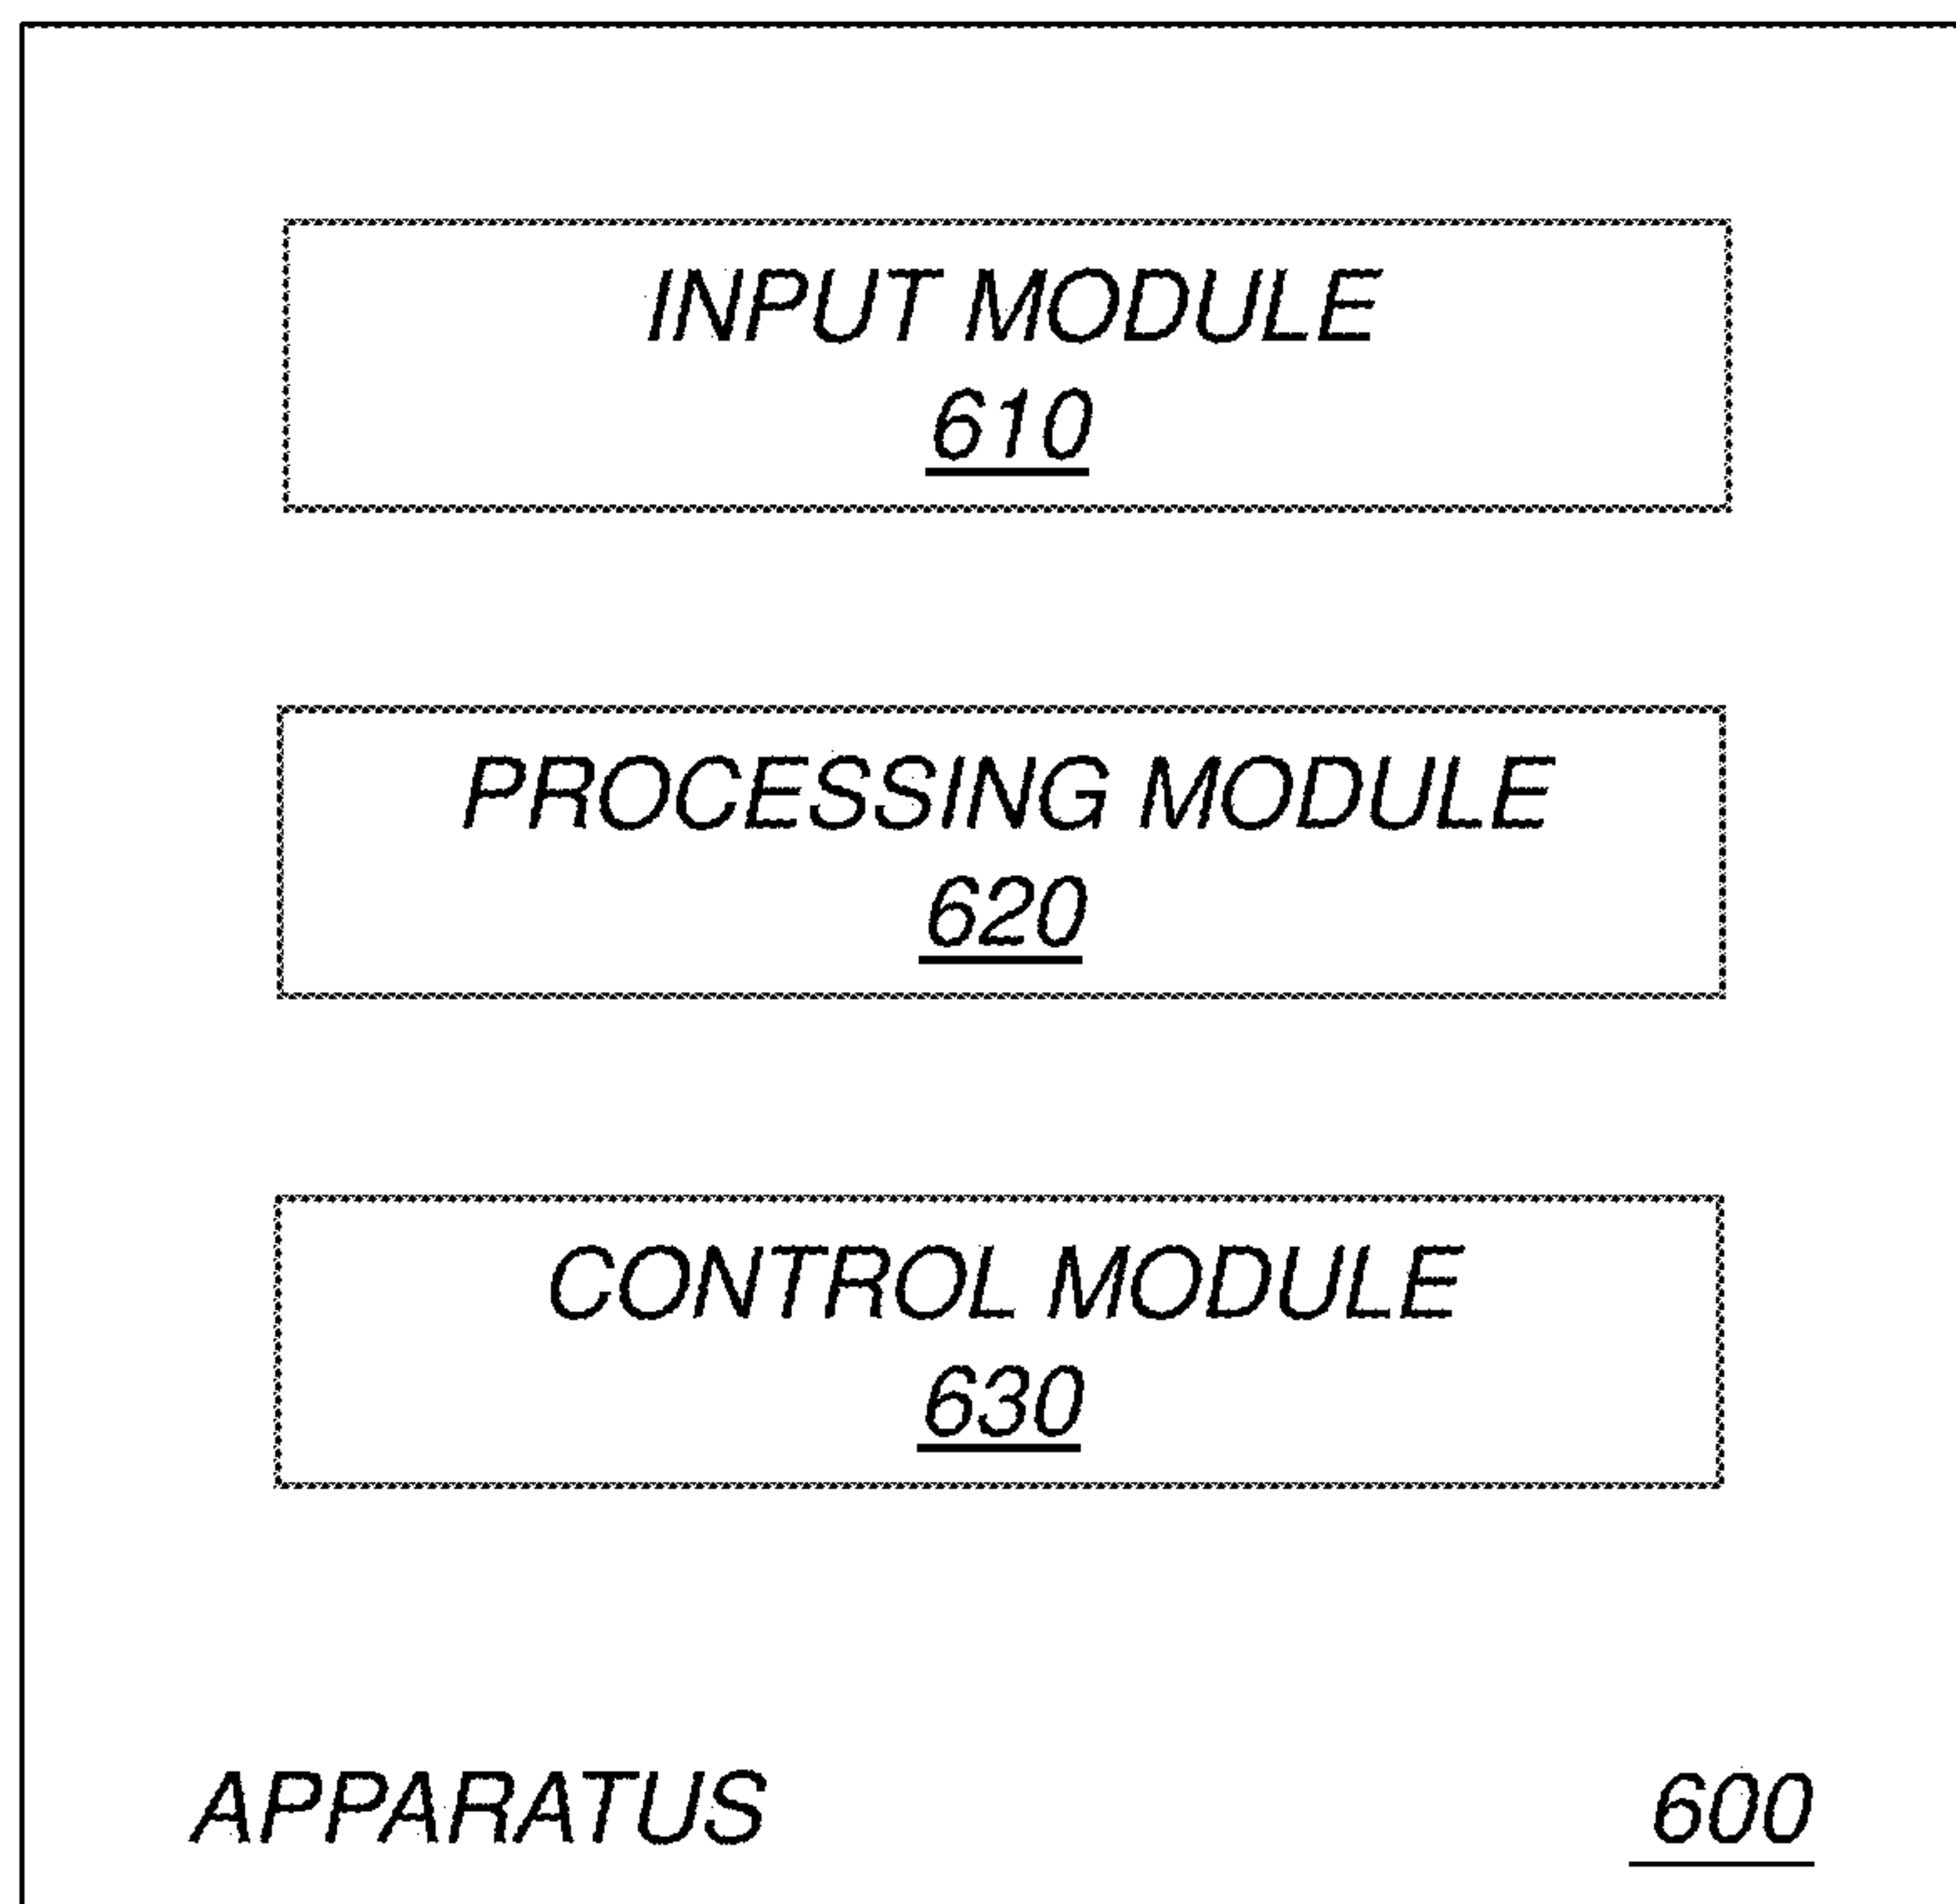 INPUT MODULE
610
PROCESSING MODULE
620
CONTROL MODULE
630
APPARATUS 600